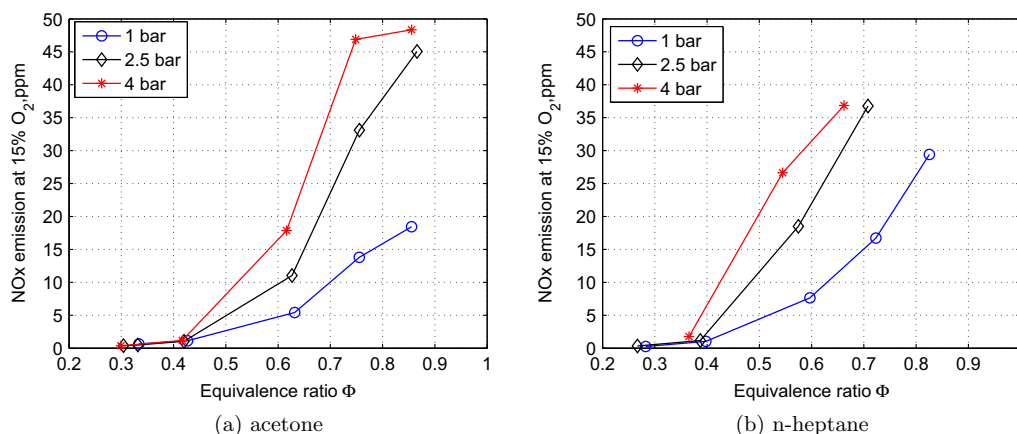 50
45
40
35
30
25
20
15
10
5
0
NOx emission at 15% O2,ppm
1 bar
2.5 bar
4 bar
0.2 0.3 0.4 0.5 0.6 0.7 0.8 0.9 1
Equivalence ratio Φ
(a) acetone
50
45
40
35
30
25
20
15
10
5
0
NOx emission at 15% O2,ppm
1 bar
2.5 bar
4 bar
0.2 0.3 0.4 0.5 0.6 0.7 0.8 0.9
Equivalence ratio Φ
(b) n-heptane